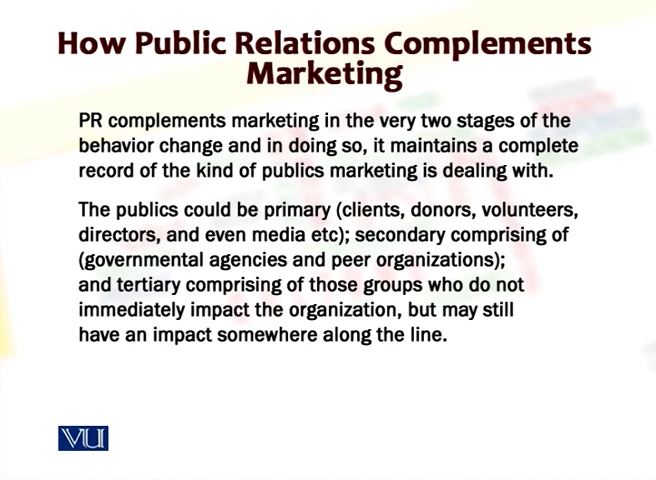 How Public Relations Complements
Marketing
PR complements marketing in the very two stages of the
behavior change and in doing so, it maintains a complete
record of the kind of publics marketing is dealing with.
The publics could be primary (clients, donors, volunteers,
directors, and even media etc); secondary comprising of
(governmental agencies and peer organizations);
and tertiary comprising of those groups who do not
immediately impact the organization, but may still
have an impact somewhere along the line.
VU